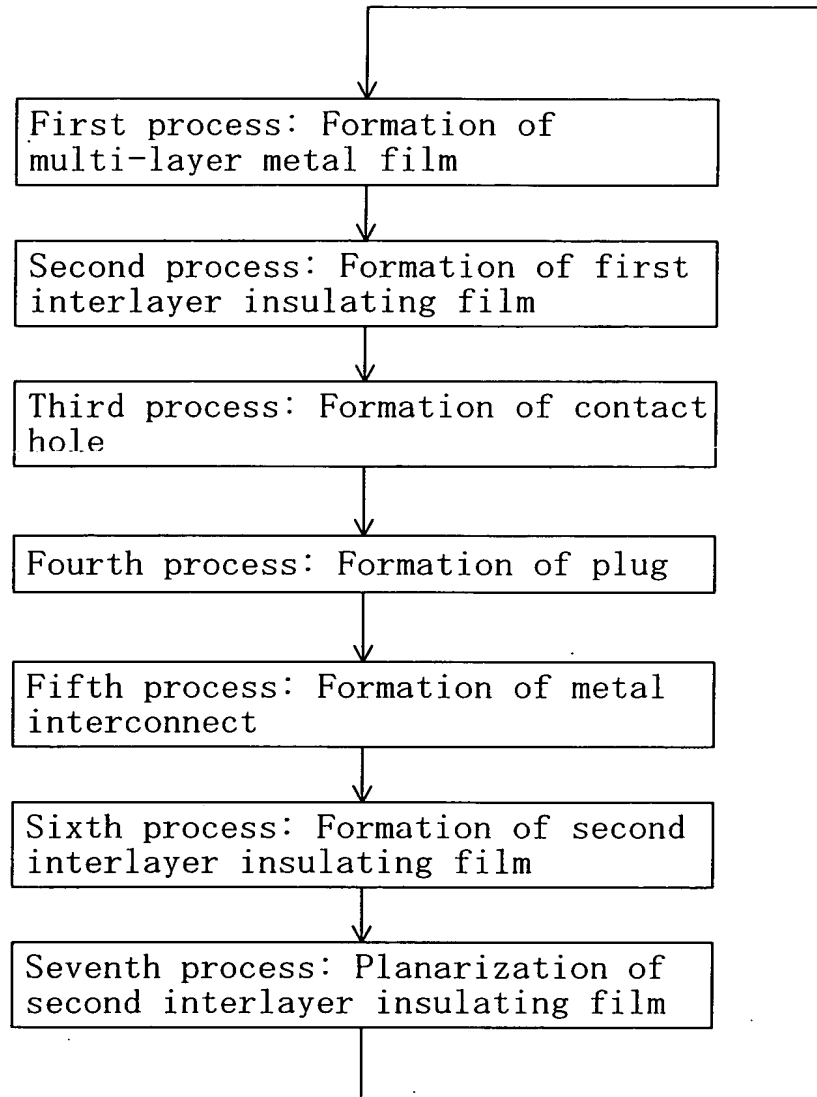 First process: Formation of
multi-layer metal film
Second process: Formation of first
interlayer insulating film
Third process: Formation of contact
hole
Fourth process: Formation of plug
Fifth process: Formation of metal
interconnect
Sixth process: Formation of second
interlayer insulating film
Seventh process: Planarization of
second interlayer insulating film